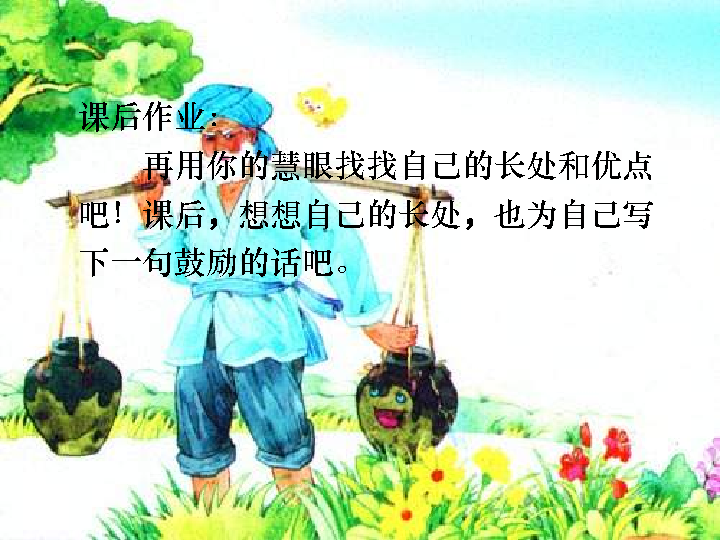 课后作业：
再用你的慧眼找找自己的长处和优点
吧！课后，想想自己的长处，也为自己写
下一句鼓励的话吧。